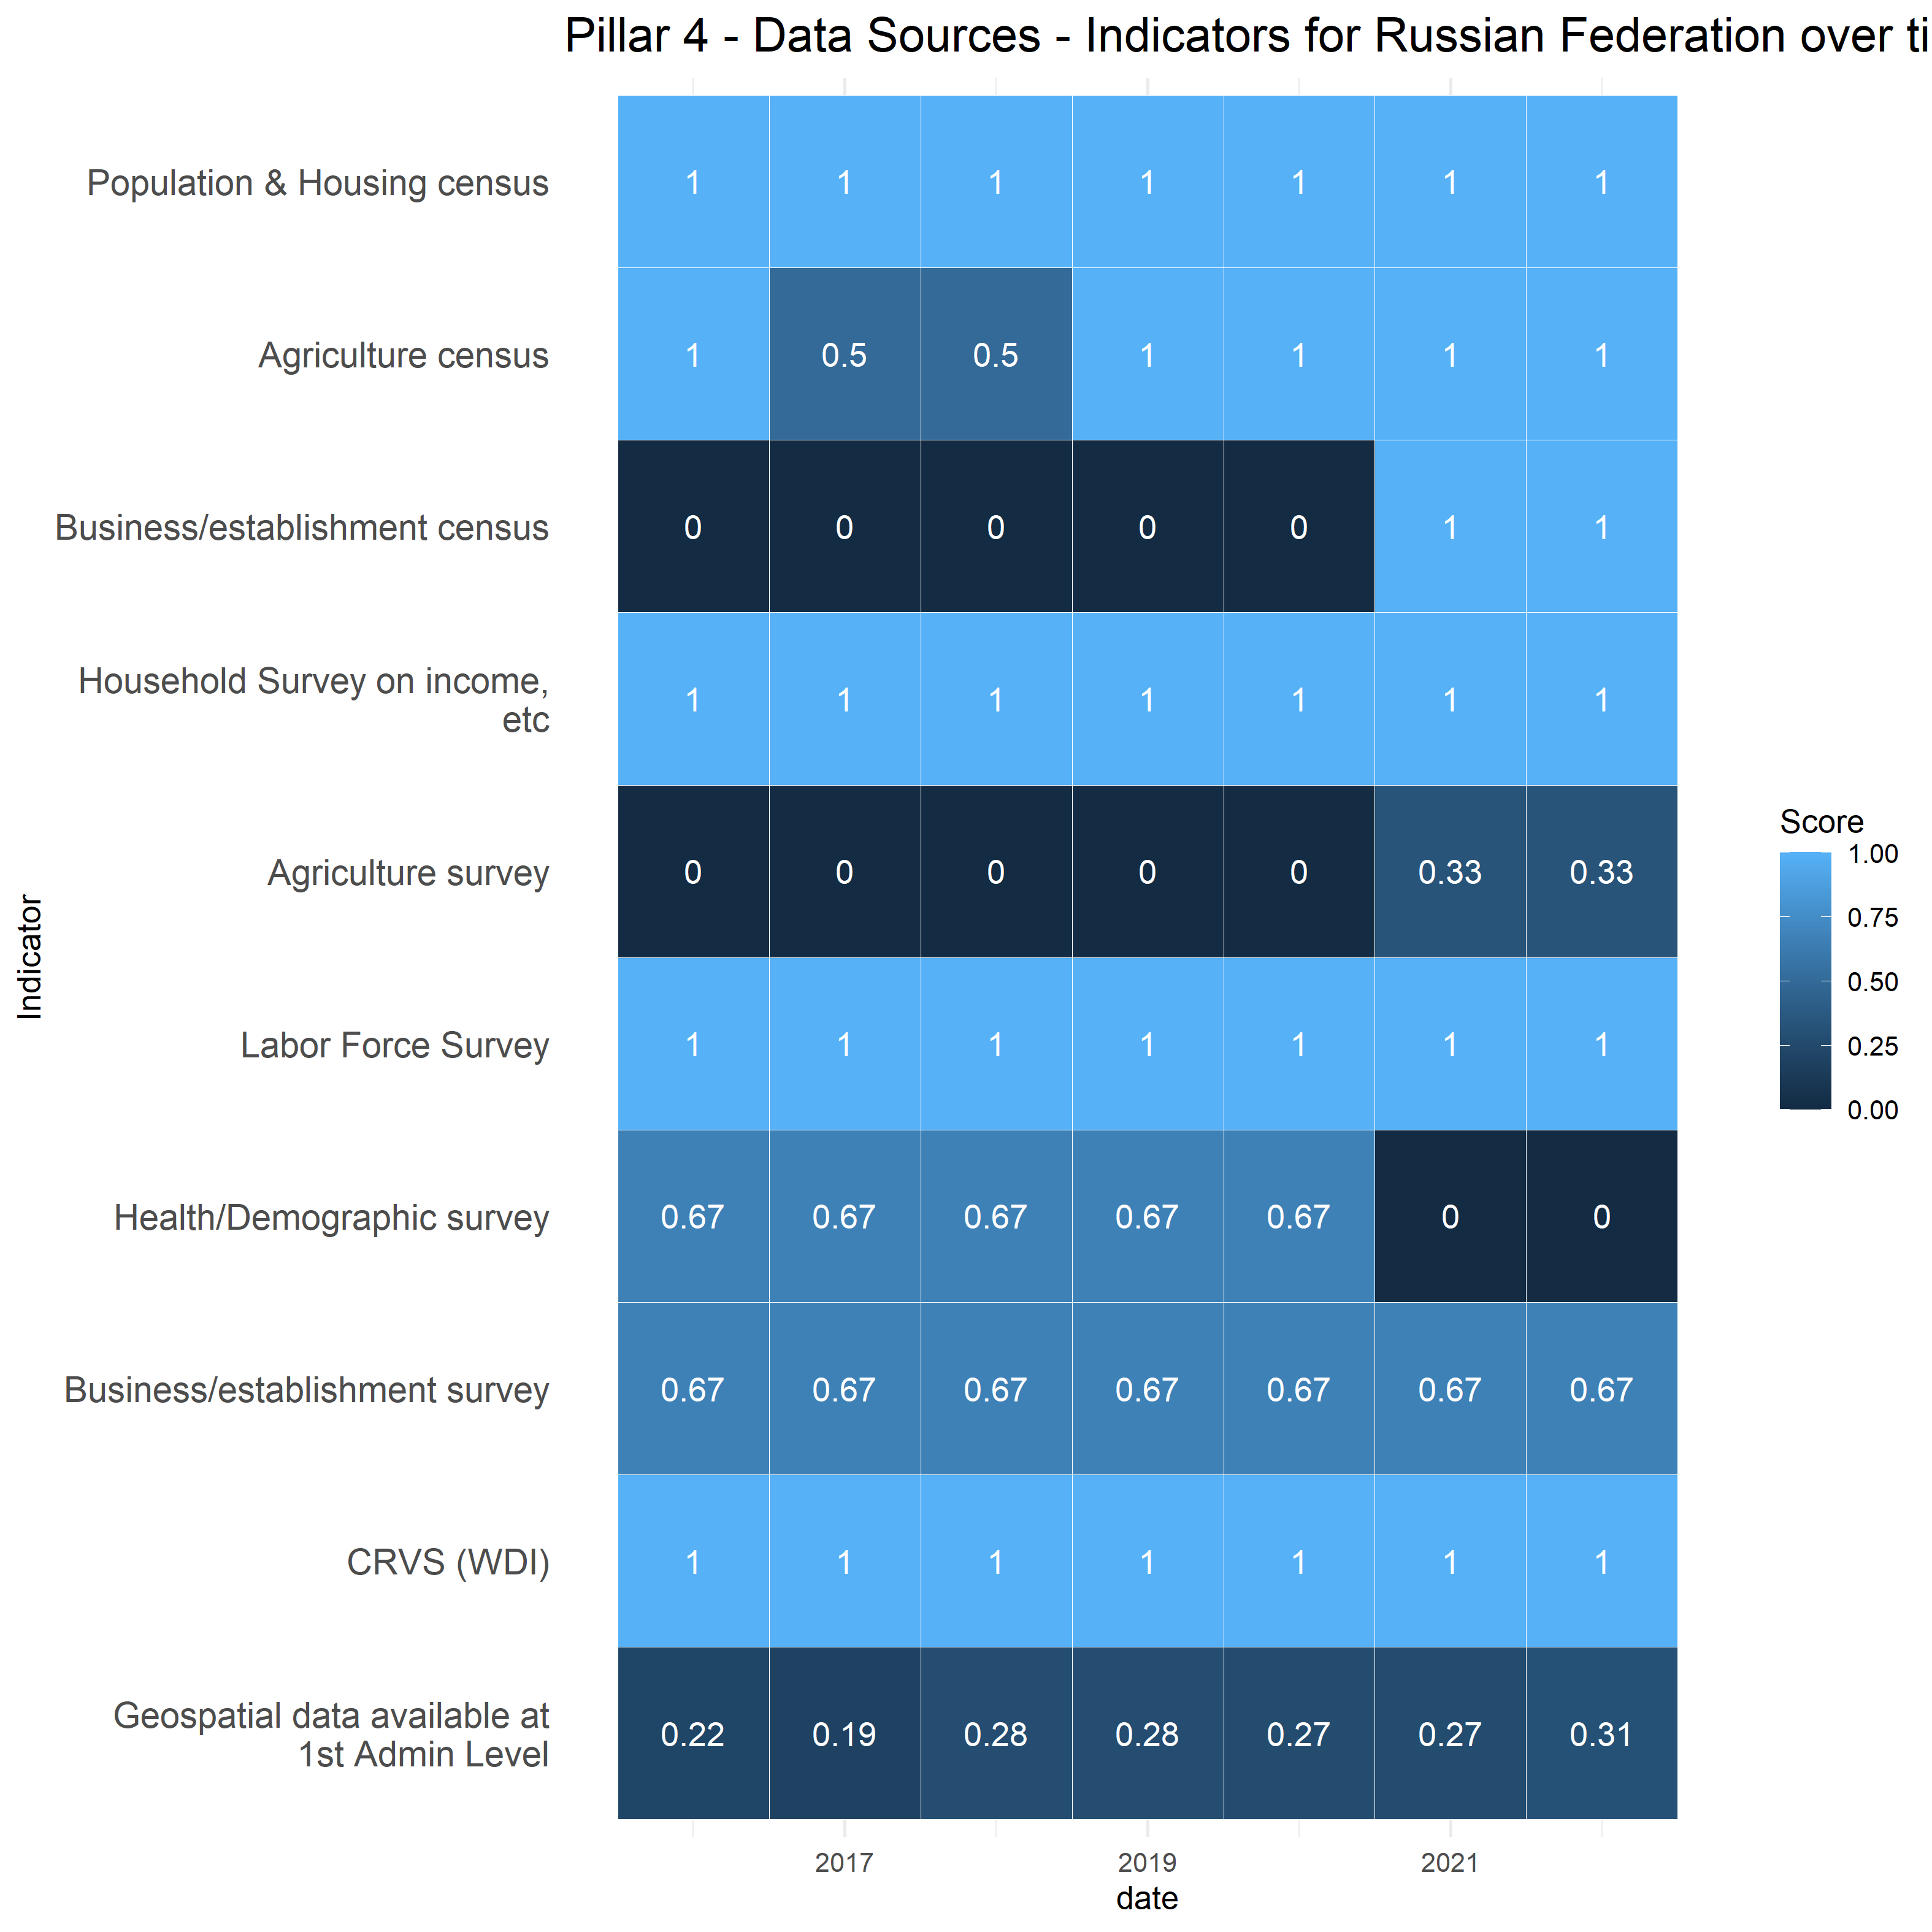 Pillar 4 - Data Sources - Indicators for Russian Federation over ti
Population & Housing census
1 1 1 1 1 1 1
Agriculture census
1 0.5 0.5 1 1 1 1
Business/establishment census
0 0 0 0 0 1 1
Household Survey on income,
etc
1 1 1 1 1 1 1
Agriculture survey
0 0 0 0 0 0.33 0.33
Labor Force Survey
1 1 1 1 1 1 1
Health/Demographic survey
0.67 0.67 0.67 0.67 0.67 0 0
Business/establishment survey
0.67 0.67 0.67 0.67 0.67 0.67 0.67
CRVS (WDI)
1 1 1 1 1 1 1
Geospatial data available at
1st Admin Level
0.22 0.19 0.28 0.28 0.27 0.27 0.31
2017 2019 2021
date
Indicator
Score
1.00
0.75
0.50
0.25
0.00